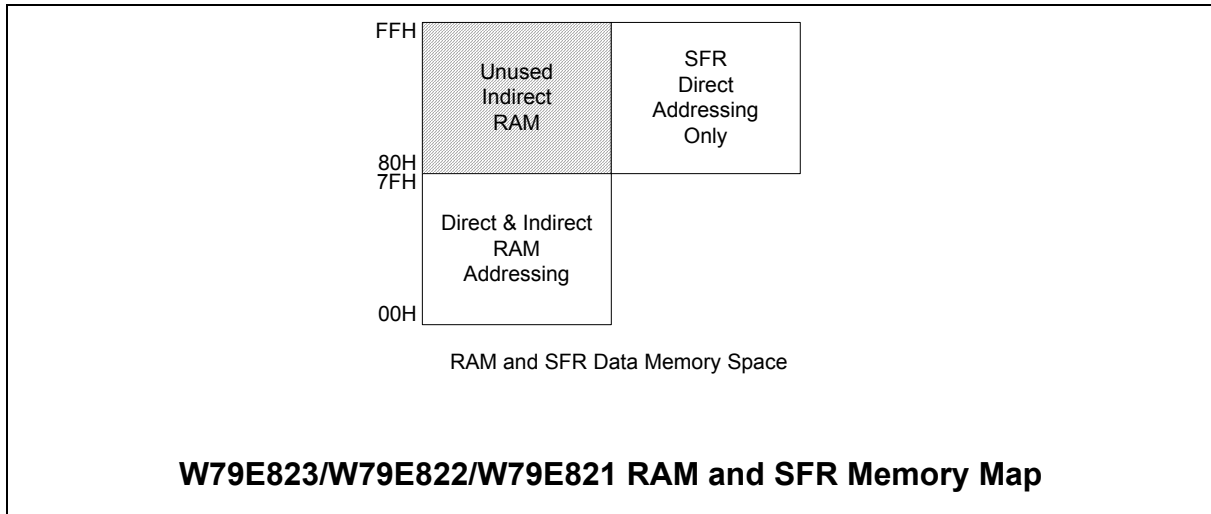 FFH
Unused
Indirect
RAM
SFR
Direct
Addressing
Only
80H
7FH
Direct & Indirect
RAM
Addressing
00H
RAM and SFR Data Memory Space
W79E823/W79E822/W79E821 RAM and SFR Memory Map